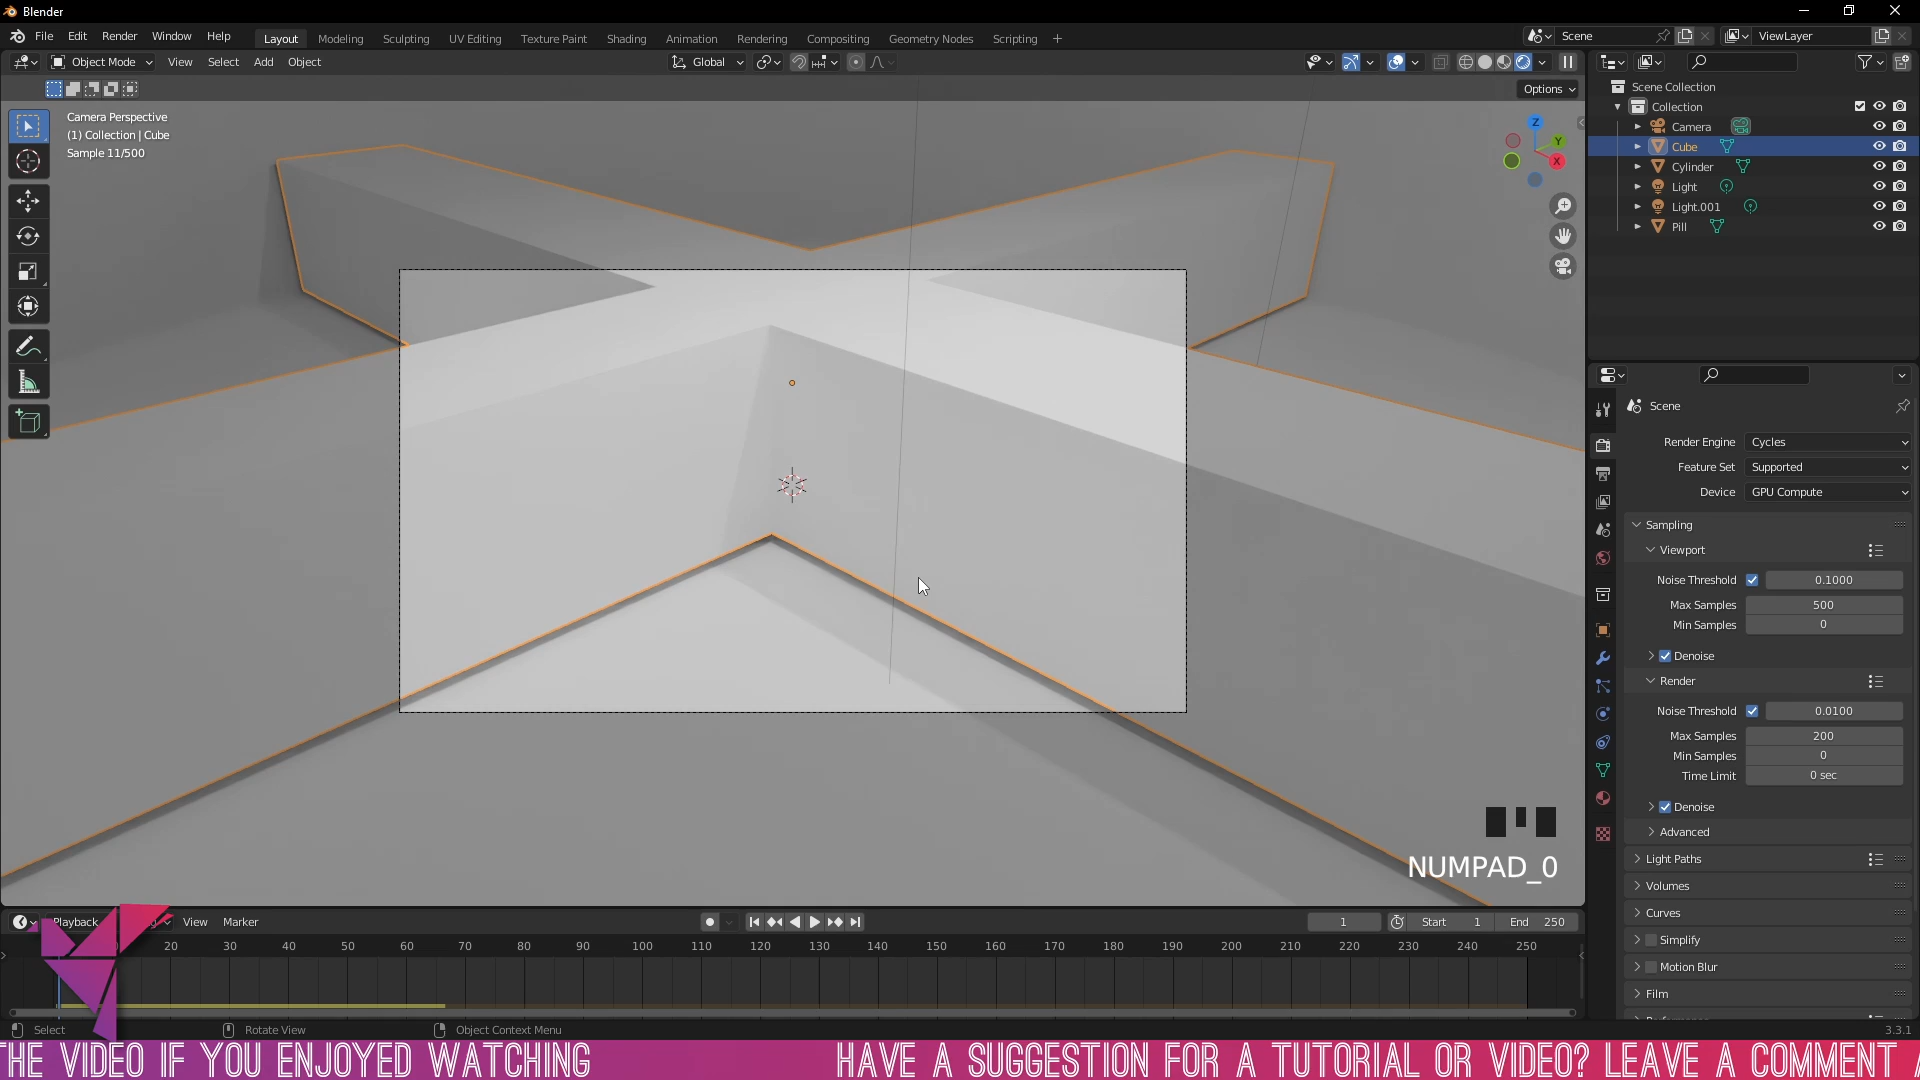 Blender
File Edit Render Window Help
Layout Modeling Sculpting UV Editing Texture Paint Shading Animation Rendering Compositing Geometry Nodes Scripting +
Scene
ViewLayer
Object Mode View Select Add Object
Global
Options
Camera Perspective
(1) Collection | Cube
Sample 11/500
Z
Y
X
Scene Collection
Collection
Camera
Cube
Cylinder
Light
Light.001
Pill
Scene
Render Engine Cycles
Feature Set Supported
Device GPU Compute
Sampling
Viewport
Noise Threshold 0.1000
Max Samples 500
Min Samples 0
Denoise
Render
Noise Threshold 0.0100
Max Samples 200
Min Samples 0
Time Limit 0 sec
Denoise
Advanced
Light Paths
Volumes
Curves
Simplify
Motion Blur
Film
NUMPAD_0
Playback View Marker
1 Start 1 End 250
20 30 40 50 60 70 80 90 100 110 120 130 140 150 160 170 180 190 200 210 220 230 240 250
Select Rotate View Object Context Menu
3.3.1
THE VIDEO IF YOU ENJOYED WATCHING HAVE A SUGGESTION FOR A TUTORIAL OR VIDEO? LEAVE A COMMENT